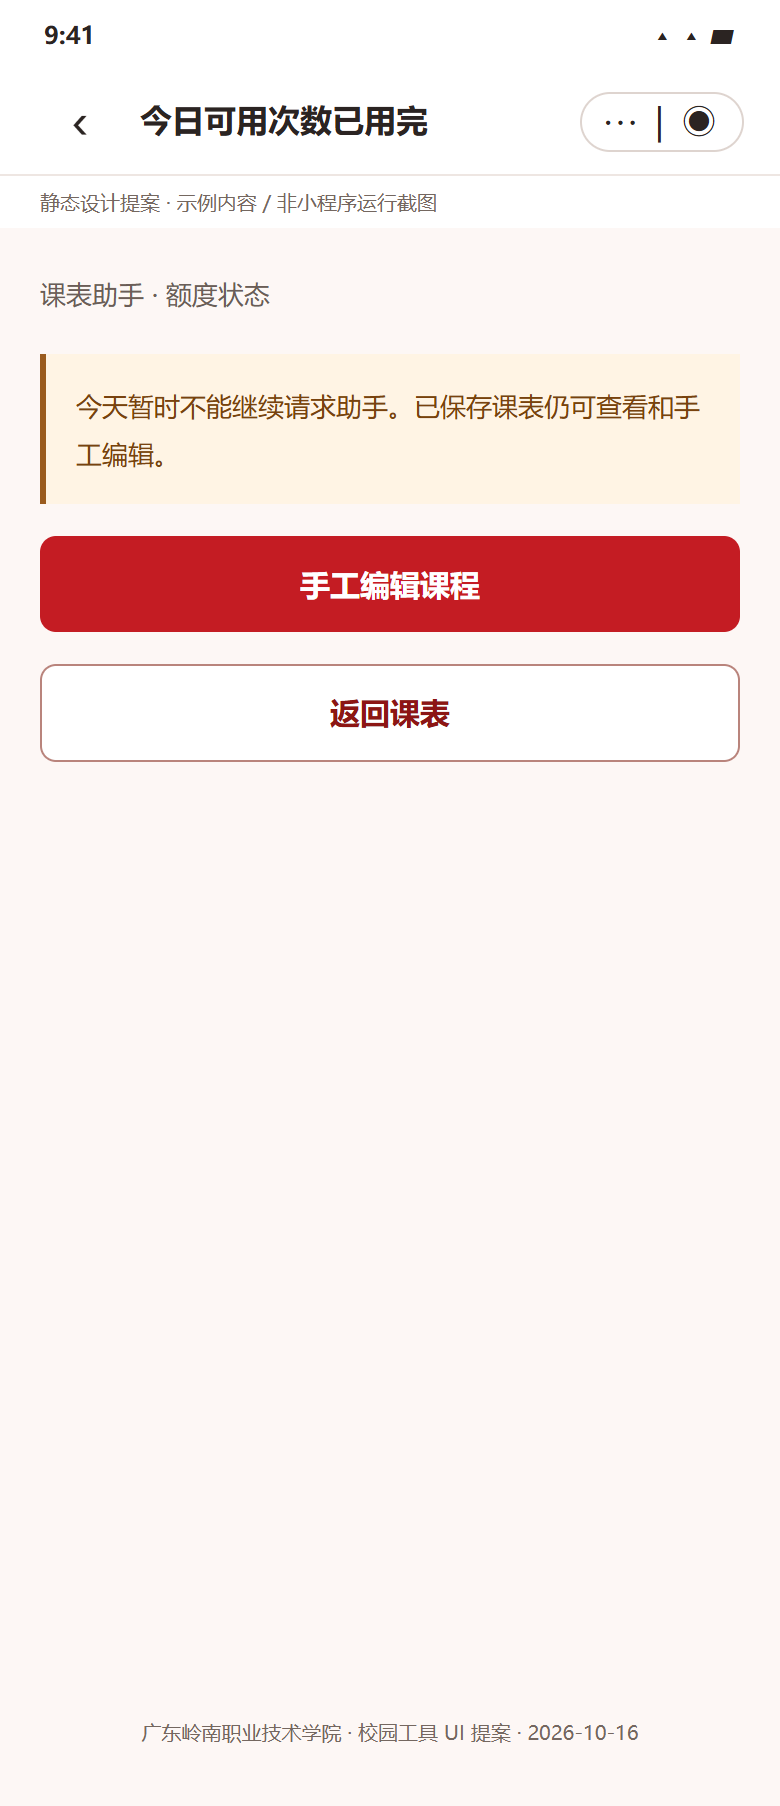 9:41
今日可用次数已用完
静态设计提案 · 示例内容 / 非小程序运行截图
课表助手 · 额度状态
今天暂时不能继续请求助手。已保存课表仍可查看和手
工编辑。
手工编辑课程
返回课表
广东岭南职业技术学院 · 校园工具 UI 提案 · 2026-10-16